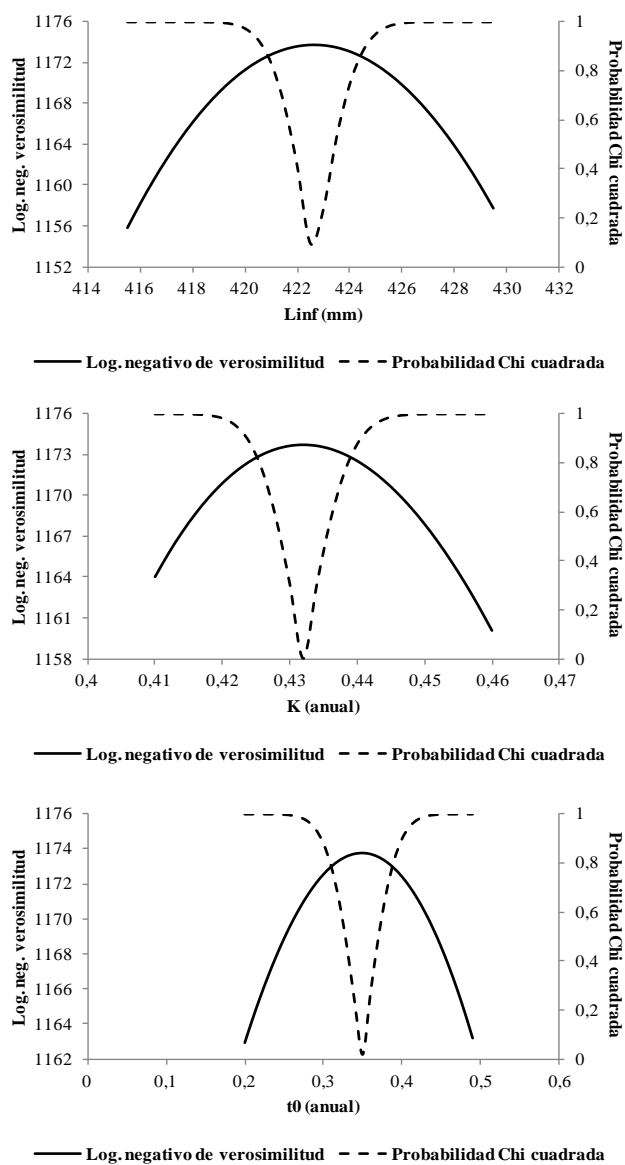 1176
1172
1168
1164
1160
1156
1152
Log. neg. verosimilitud
1
0,8
0,6
0,4
0,2
0
Probabilidad Chi cuadrada
414 416 418 420 422 424 426 428 430 432
Linf (mm)
Log. negativo de verosimilitud Probabilidad Chi cuadrada
1176
1173
1170
1167
1164
1161
1158
Log. neg. verosimilitud
1
0,8
0,6
0,4
0,2
0
Probabilidad Chi cuadrada
0,4 0,41 0,42 0,43 0,44 0,45 0,46 0,47
K (anual)
Log. negativo de verosimilitud Probabilidad Chi cuadrada
1176
1174
1172
1170
1168
1166
1164
1162
Log. neg. verosimilitud
1
0,8
0,6
0,4
0,2
0
Probabilidad Chi cuadrada
0 0,1 0,2 0,3 0,4 0,5 0,6
t0 (anual)
Log. negativo de verosimilitud Probabilidad Chi cuadrada